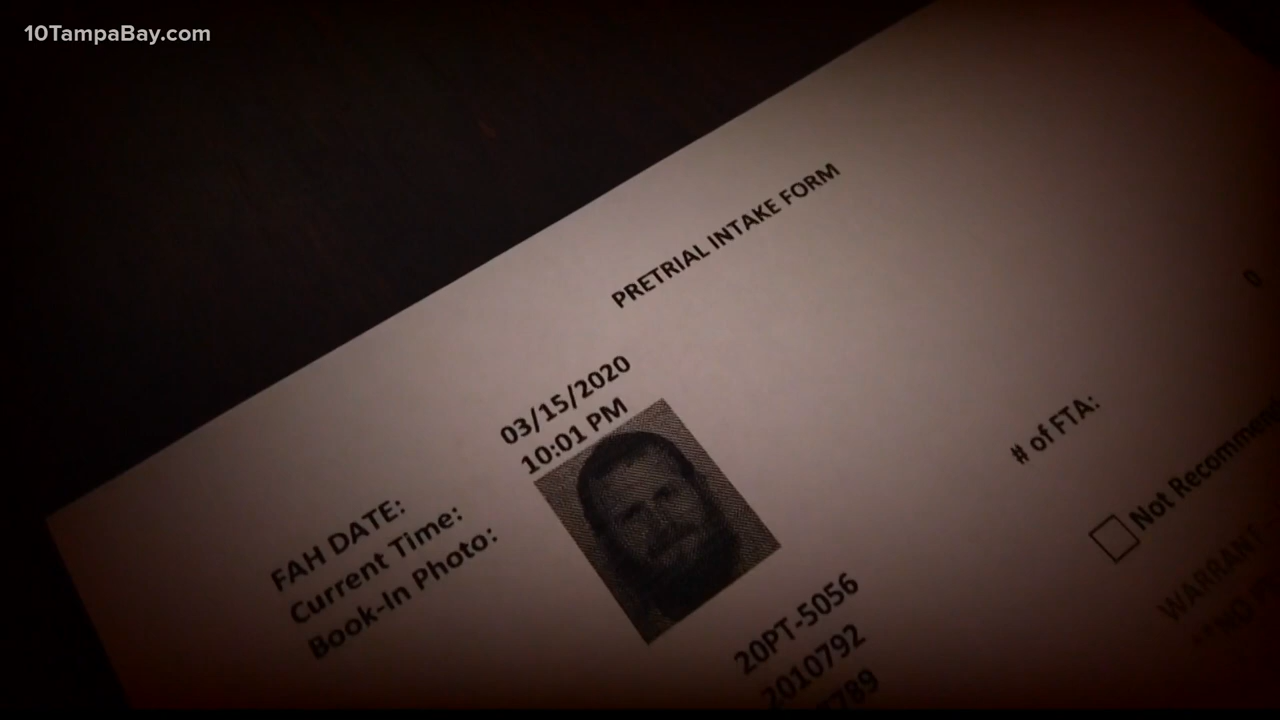 10TampaBay.com
PRETRIAL INTAKE FORM
FAH DATE: 03/15/2020
Current Time: 10:01 PM
Book-In Photo:
# of FTA: 0
Not
20PT-5056
2010792
WARRANT